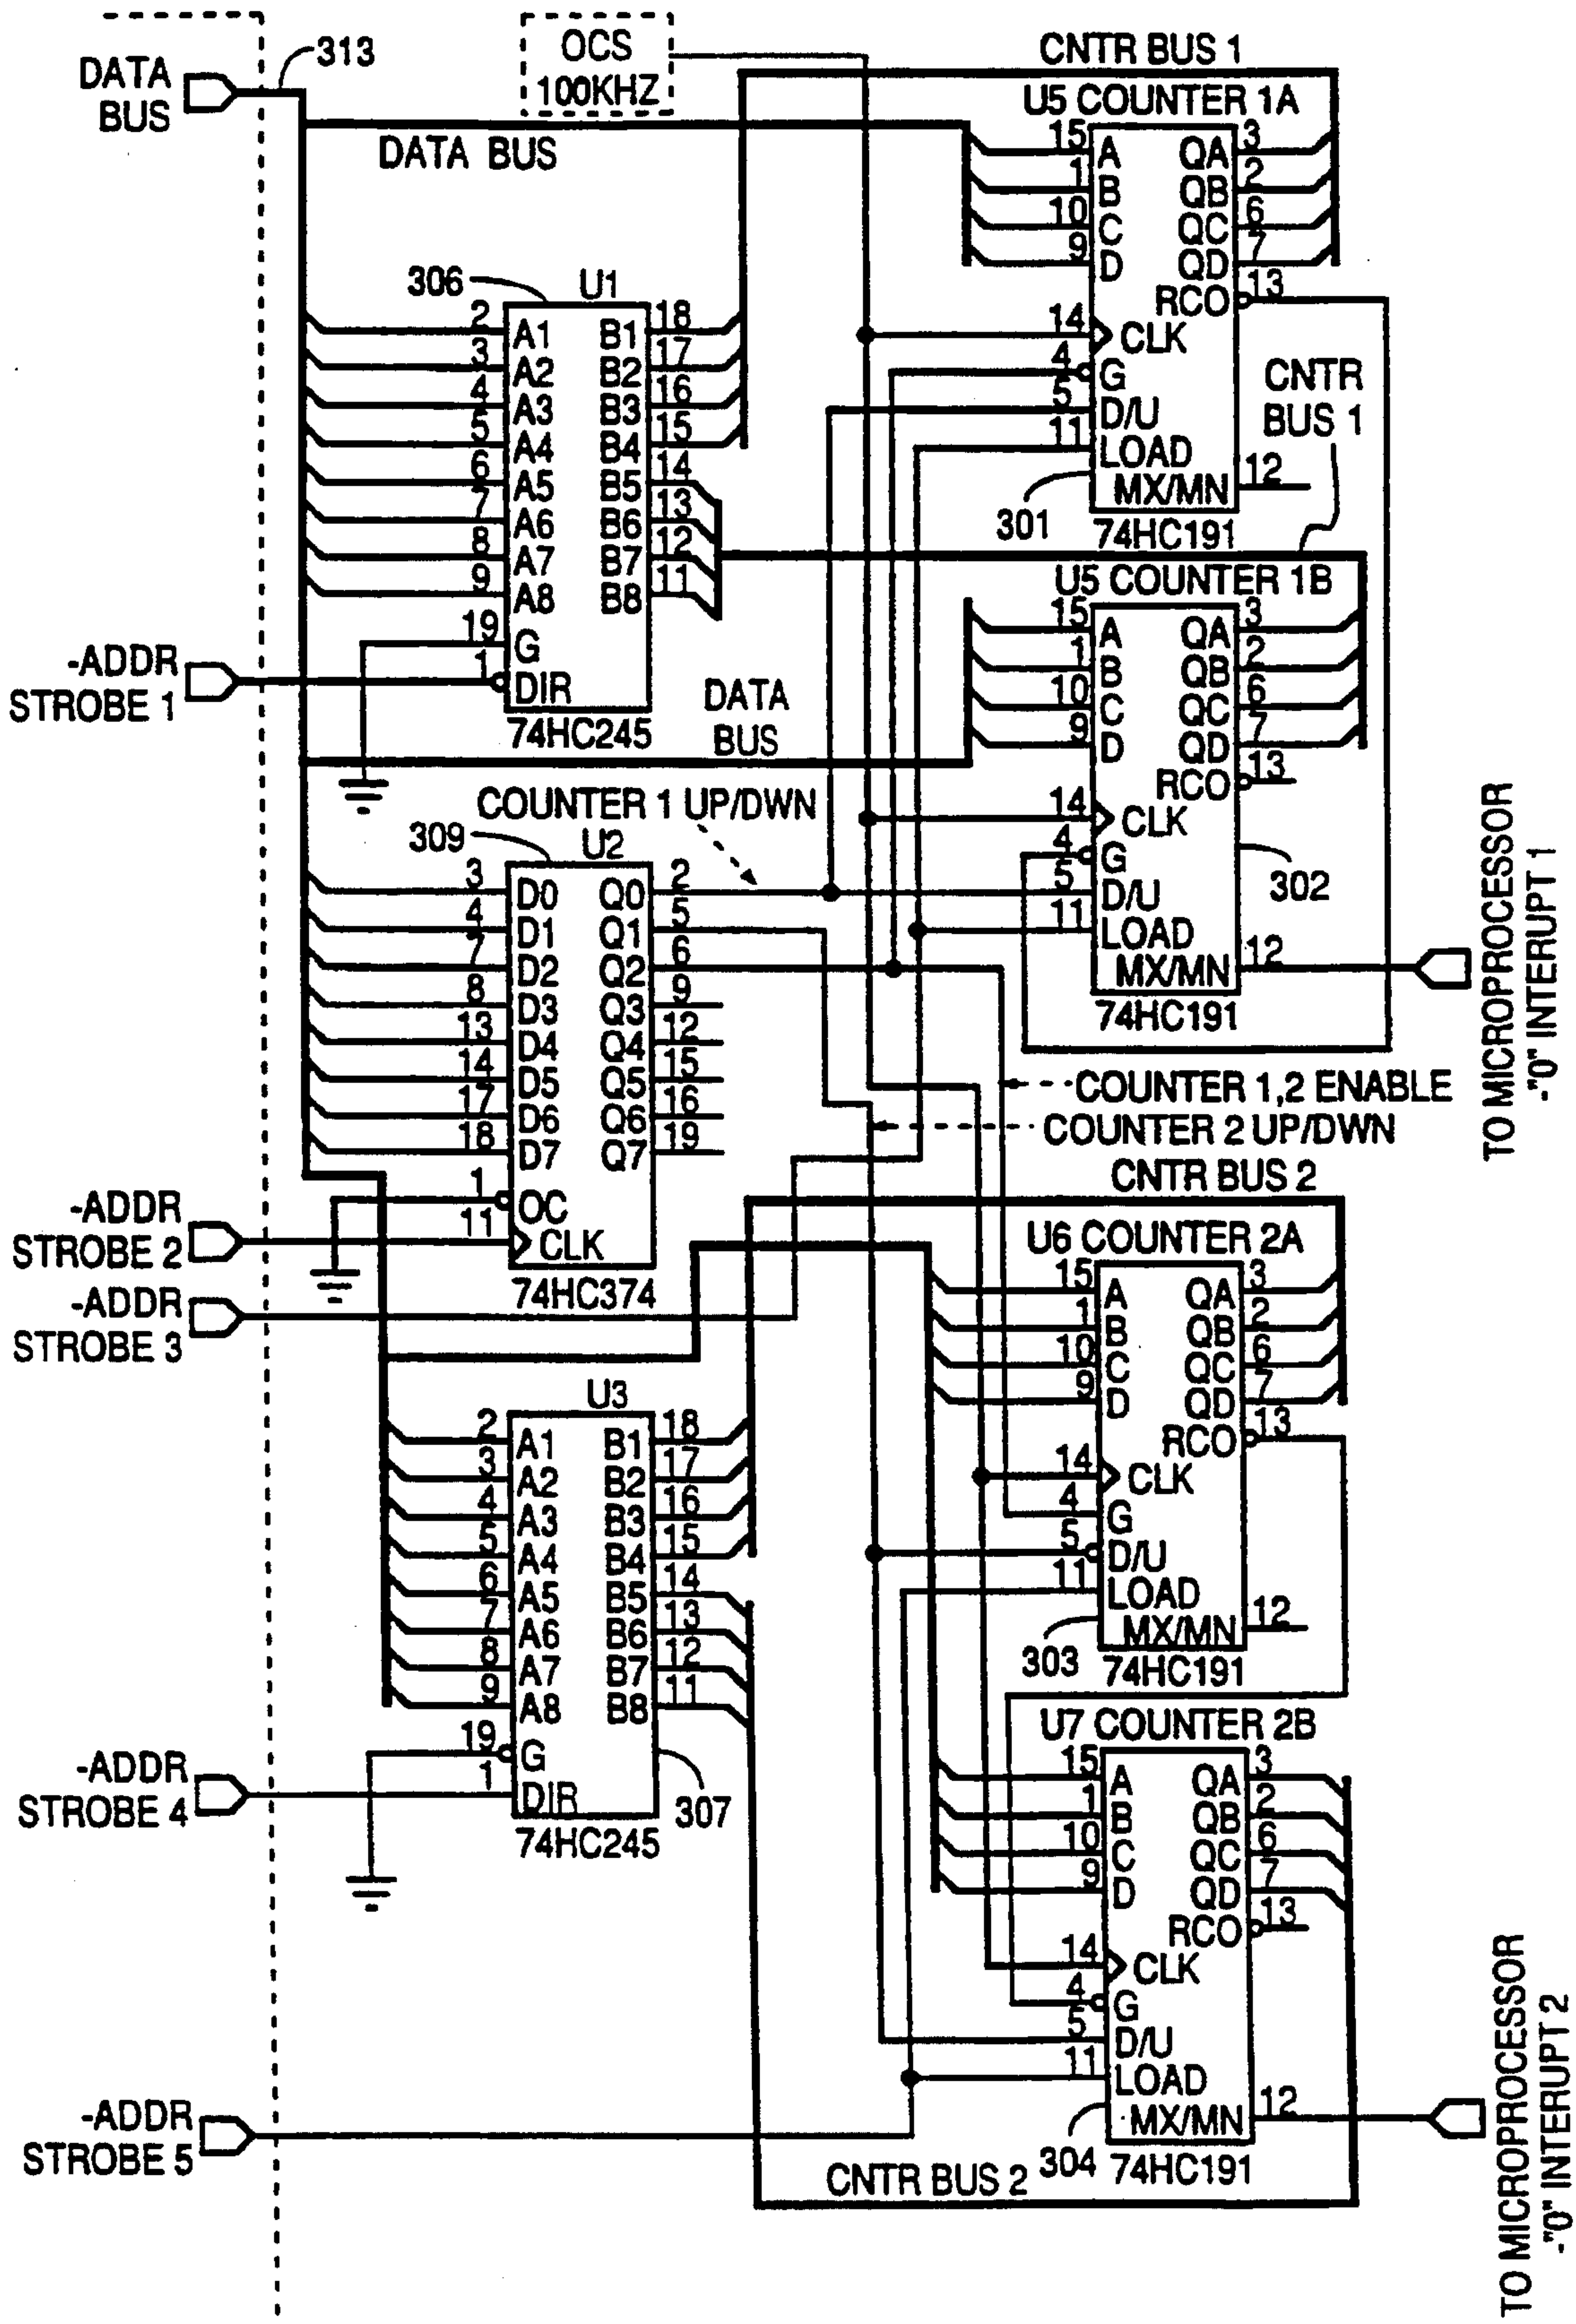 DATA
BUS
313
OCS
100KHZ
CNTR BUS 1
DATA BUS
U5 COUNTER 1A
15 A QA 3
1 B QB 2
10 C QC 6
9 D QD 7
RCO 13
14 CLK
4 G
5 D/U
11 LOAD
MX/MN 12
301
74HC191
CNTR
BUS 1
306
U1
2 A1 B1 18
3 A2 B2 17
4 A3 B3 16
5 A4 B4 15
6 A5 B5 14
7 A6 B6 13
8 A7 B7 12
9 A8 B8 11
19 G
1 DIR
74HC245
-ADDR
STROBE 1
DATA
BUS
U5 COUNTER 1B
15 A QA 3
1 B QB 2
10 C QC 6
9 D QD 7
RCO 13
14 CLK
4 G
5 D/U
11 LOAD
MX/MN 12
302
74HC191
TO MICROPROCESSOR
-"0" INTERUPT 1
COUNTER 1 UP/DWN
309
U2
3 D0 Q0 2
4 D1 Q1 5
7 D2 Q2 6
8 D3 Q3 9
13 D4 Q4 12
14 D5 Q5 15
17 D6 Q6 16
18 D7 Q7 19
1 OC
11 CLK
74HC374
-ADDR
STROBE 2
-ADDR
STROBE 3
COUNTER 1,2 ENABLE
COUNTER 2 UP/DWN
CNTR BUS 2
U6 COUNTER 2A
15 A QA 3
1 B QB 2
10 C QC 6
9 D QD 7
RCO 13
14 CLK
4 G
5 D/U
11 LOAD
MX/MN 12
303
74HC191
U3
2 A1 B1 18
3 A2 B2 17
4 A3 B3 16
5 A4 B4 15
6 A5 B5 14
7 A6 B6 13
8 A7 B7 12
9 A8 B8 11
19 G
1 DIR
307
74HC245
-ADDR
STROBE 4
U7 COUNTER 2B
15 A QA 3
1 B QB 2
10 C QC 6
9 D QD 7
RCO 13
14 CLK
4 G
5 D/U
11 LOAD
MX/MN 12
304
74HC191
-ADDR
STROBE 5
CNTR BUS 2
TO MICROPROCESSOR
-"0" INTERUPT 2